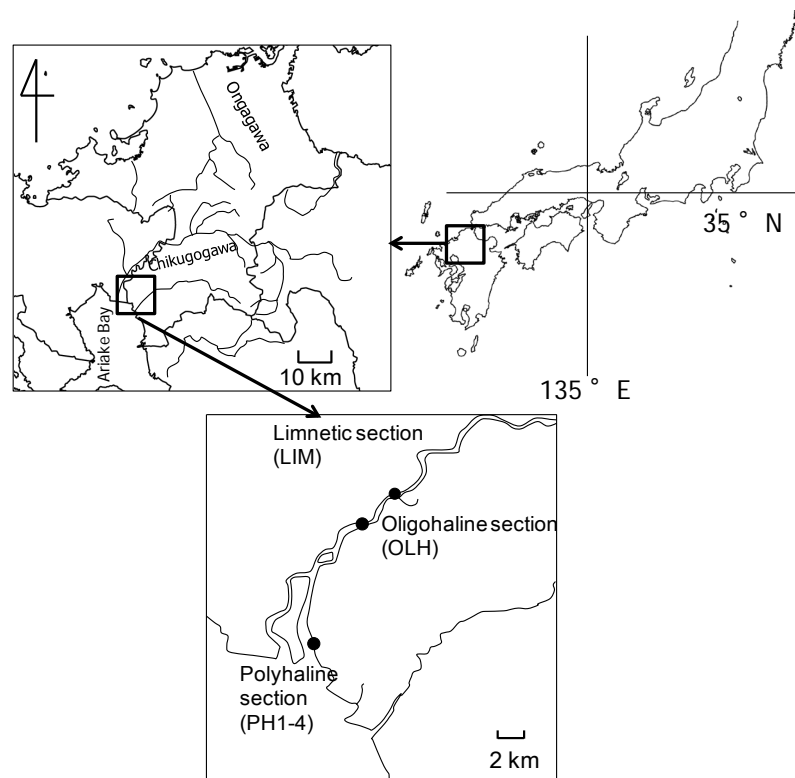 Ongagawa
Chikugogawa
Ariake Bay
10 km
35° N
135° E
Limnetic section
(LIM)
Oligohaline section
(OLH)
Polyhaline
section
(PH1-4)
2 km